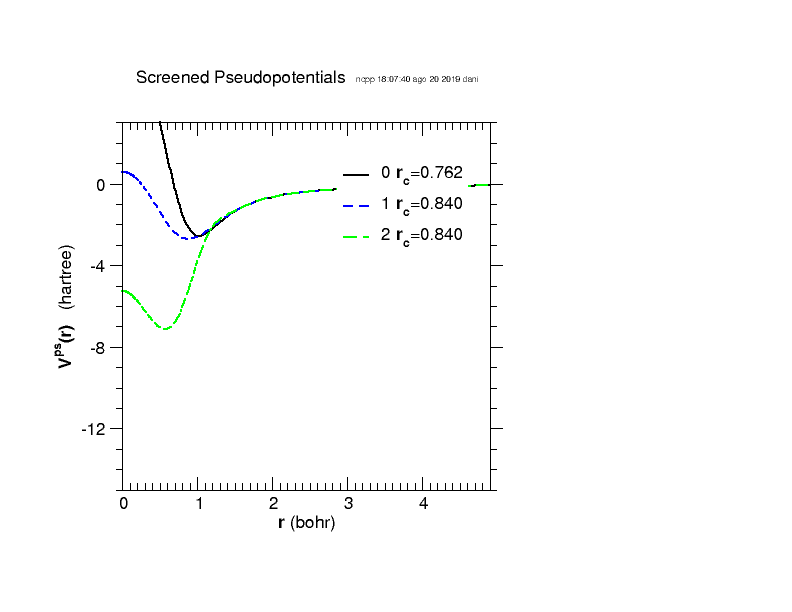 Screened Pseudopotentials ncpp 18:07:40 ago 20 2019 dani
0 rc=0.762
1 rc=0.840
2 rc=0.840
0
-4
-8
-12
Vps(r) (hartree)
0 1 2 3 4
r (bohr)